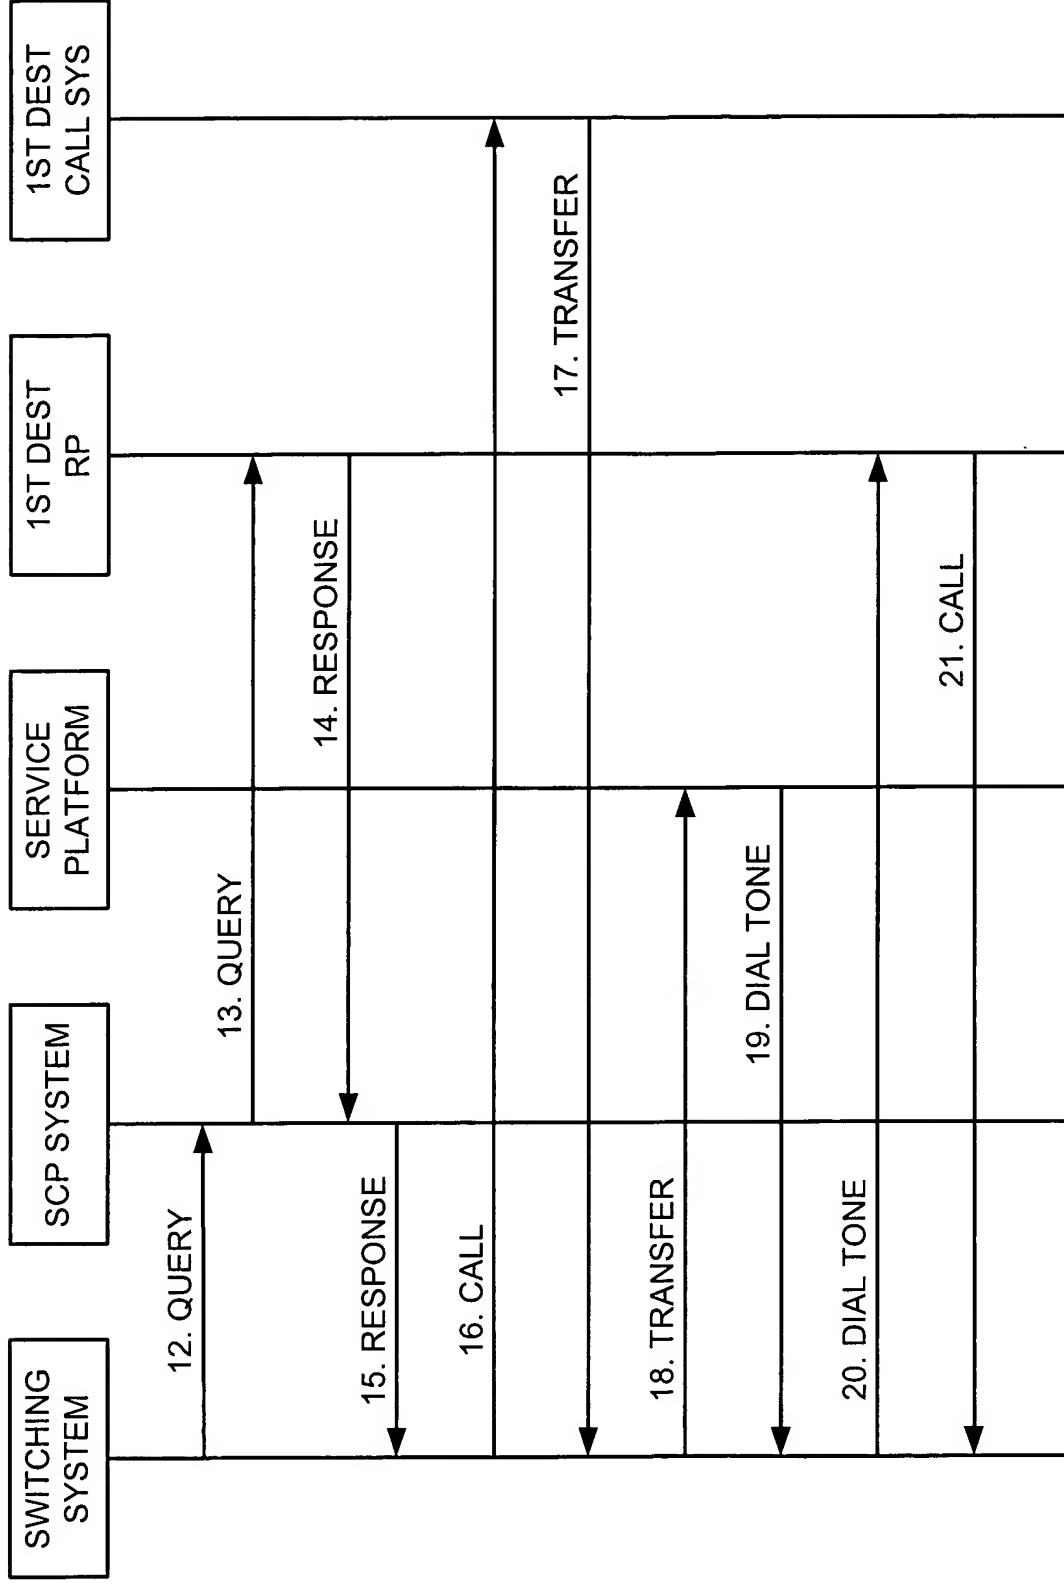 SWITCHING
SYSTEM
SCP SYSTEM
SERVICE
PLATFORM
1ST DEST
RP
1ST DEST
CALL SYS
12. QUERY
13. QUERY
14. RESPONSE
15. RESPONSE
16. CALL
17. TRANSFER
18. TRANSFER
19. DIAL TONE
20. DIAL TONE
21. CALL